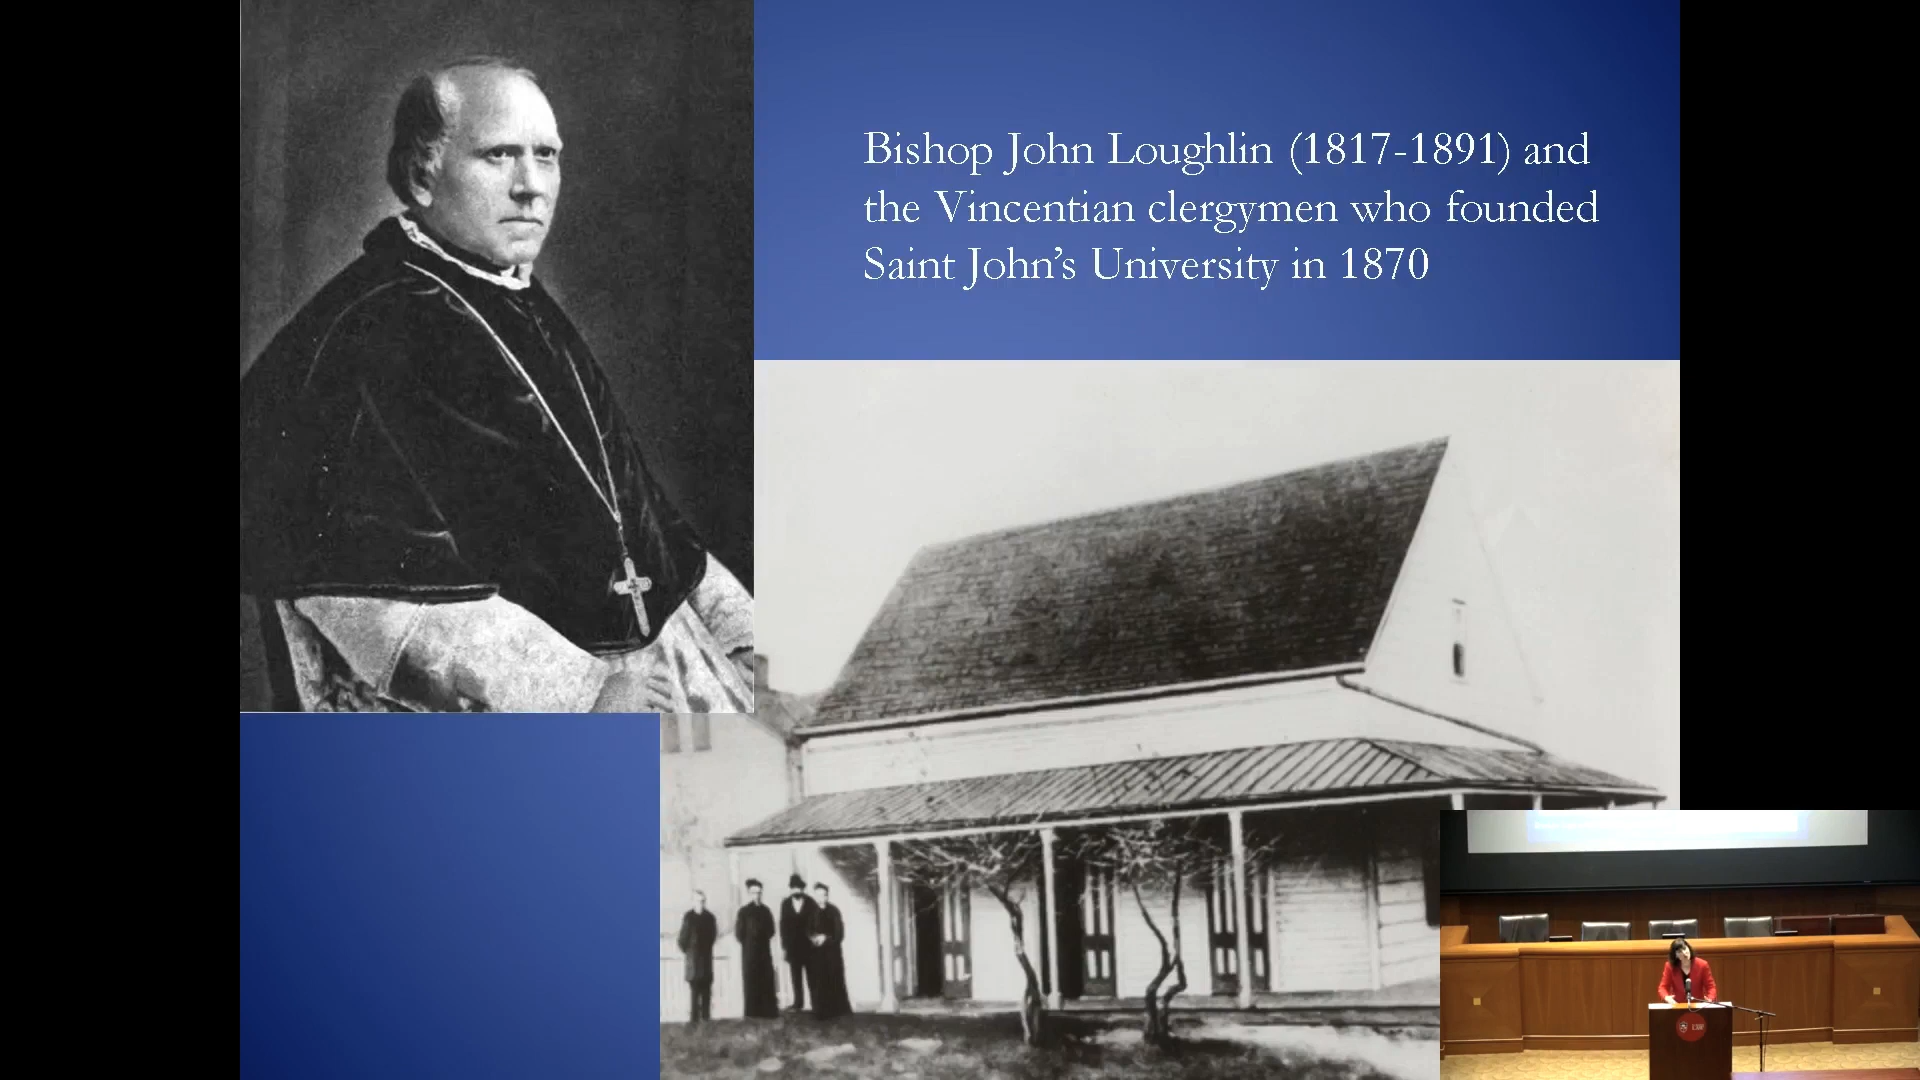 Bishop John Loughlin (1817-1891) and
the Vincentian clergymen who founded
Saint John’s University in 1870